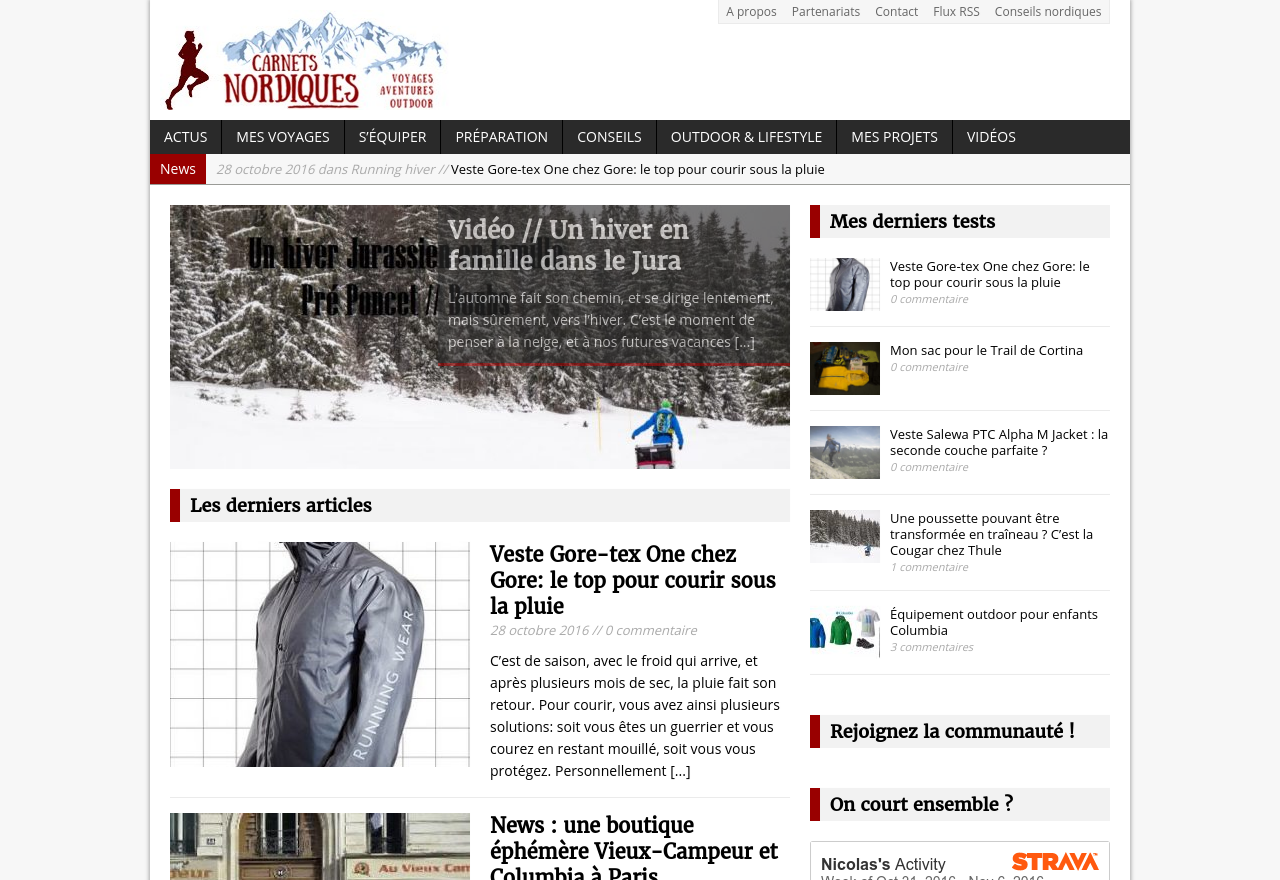 A propos Partenariats Contact Flux RSS Conseils nordiques
CARNETS
NORDIQUES
VOYAGES
AVENTURES
OUTDOOR
ACTUS MES VOYAGES S'ÉQUIPER PRÉPARATION CONSEILS OUTDOOR & LIFESTYLE MES PROJETS VIDÉOS
News 28 octobre 2016 dans Running hiver // Veste Gore-tex One chez Gore: le top pour courir sous la pluie
Un hiver Jurassien en famille
Pré Poncet //
Vidéo // Un hiver en
famille dans le Jura
L'automne fait son chemin, et se dirige lentement,
mais sûrement, vers l'hiver. C'est le moment de
penser à la neige, et à nos futures vacances [...]
Les derniers articles
RUNNING WEAR
Veste Gore-tex One chez
Gore: le top pour courir sous
la pluie
28 octobre 2016 // 0 commentaire
C'est de saison, avec le froid qui arrive, et
après plusieurs mois de sec, la pluie fait son
retour. Pour courir, vous avez ainsi plusieurs
solutions: soit vous êtes un guerrier et vous
courez en restant mouillé, soit vous vous
protégez. Personnellement [...]
Au Vieux Cam
News : une boutique
éphémère Vieux-Campeur et
Columbia à Paris
Mes derniers tests
Veste Gore-tex One chez Gore: le
top pour courir sous la pluie
0 commentaire
Mon sac pour le Trail de Cortina
0 commentaire
Veste Salewa PTC Alpha M Jacket : la
seconde couche parfaite ?
0 commentaire
Une poussette pouvant être
transformée en traîneau ? C'est la
Cougar chez Thule
1 commentaire
Équipement outdoor pour enfants
Columbia
3 commentaires
Rejoignez la communauté !
On court ensemble ?
Nicolas's Activity
STRAVA
Week of Oct 31, 2016 - Nov 6, 2016